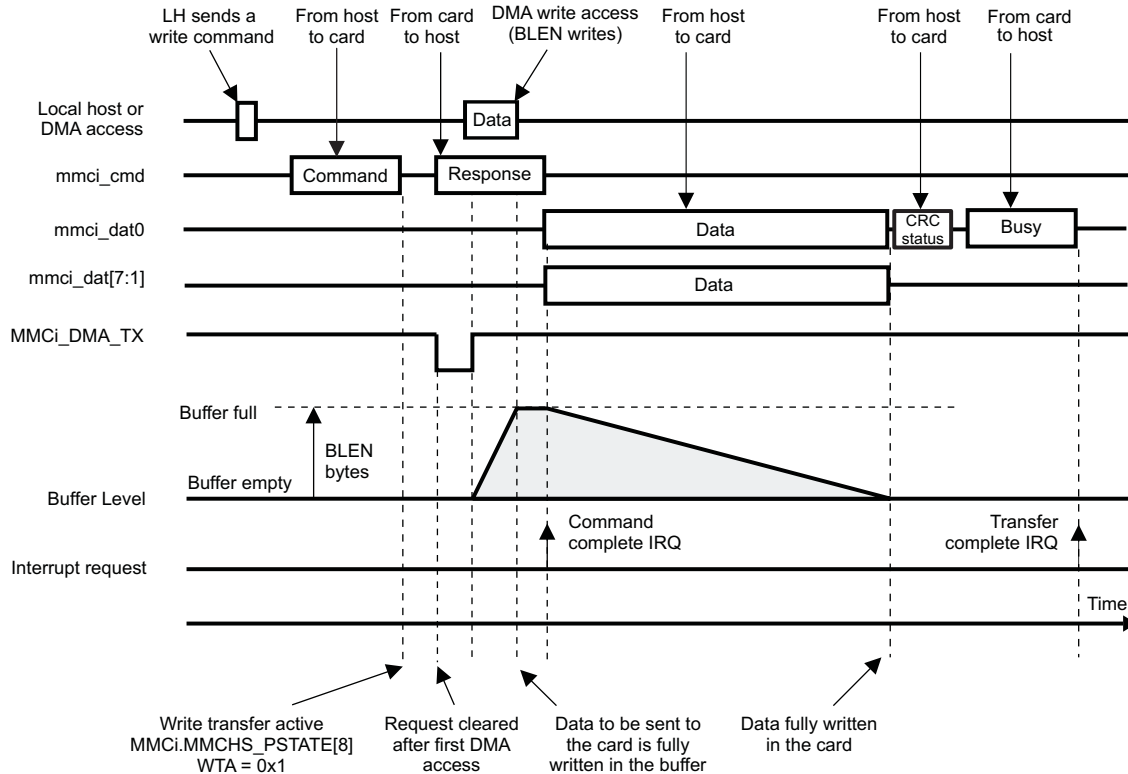 LH sends a
write command
From host
to card
From card
to host
DMA write access
(BLEN writes)
From host
to card
From host
to card
From card
to host
Local host or
DMA access
Data
mmci_cmd
Command
Response
mmci_dat0
Data
CRC
status
Busy
mmci_dat[7:1]
Data
MMCi_DMA_TX
Buffer full
BLEN
bytes
Buffer empty
Buffer Level
Command
complete IRQ
Transfer
complete IRQ
Interrupt request
Time
Write transfer active
MMCi.MMCHS_PSTATE[8]
WTA = 0x1
Request cleared
after first DMA
access
Data to be sent to
the card is fully
written in the buffer
Data fully written
in the card